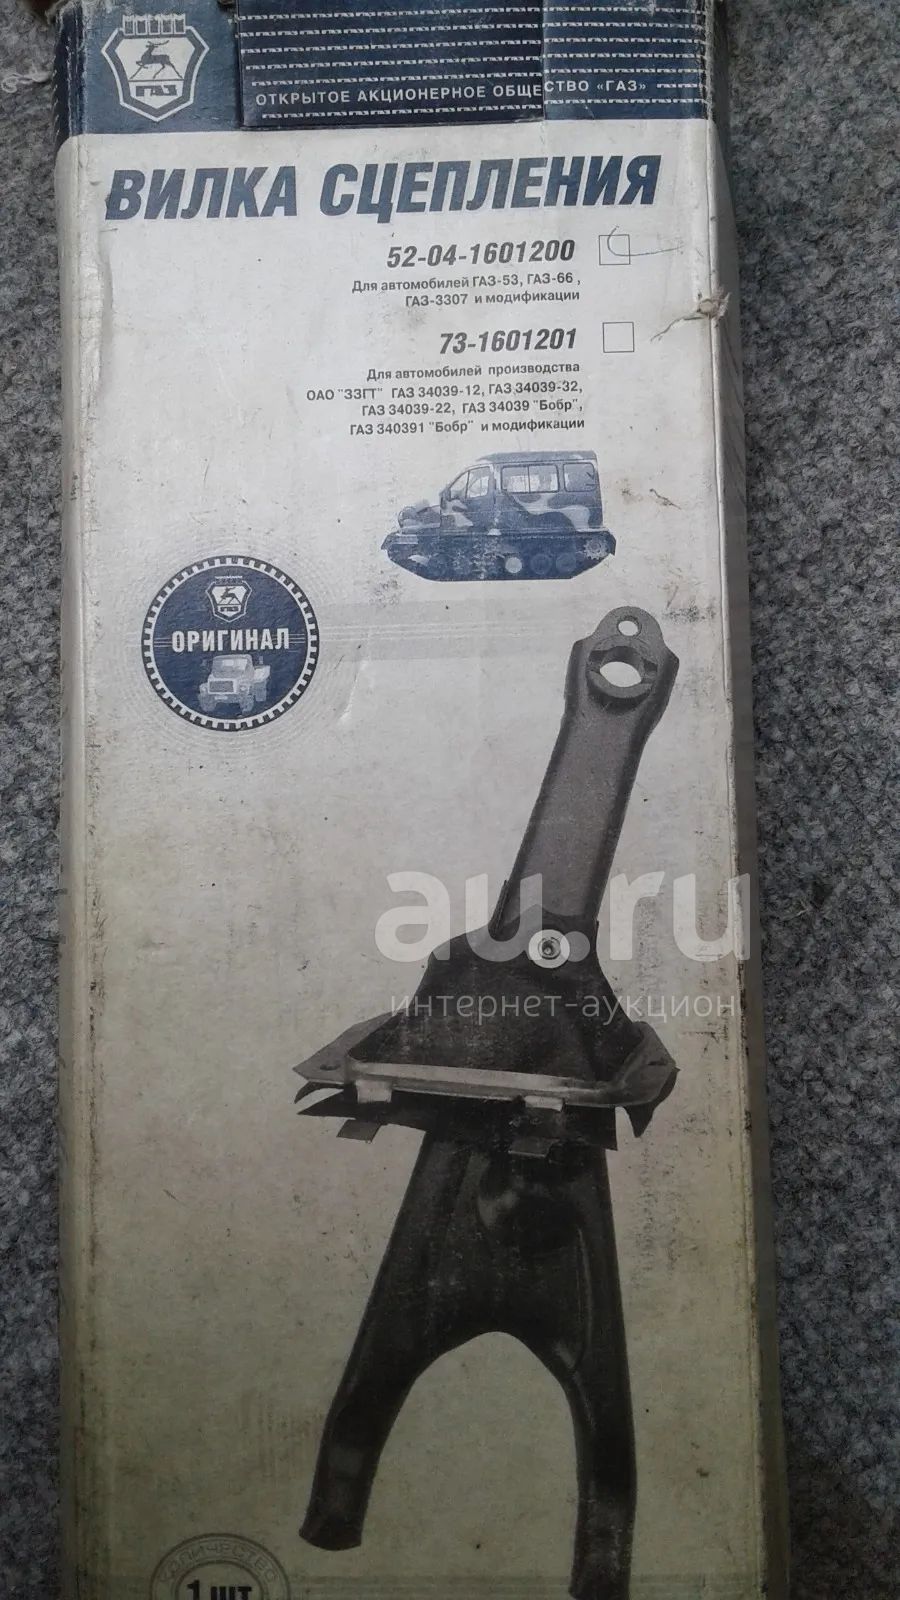 ГАЗ
ОТКРЫТОЕ АКЦИОНЕРНОЕ ОБЩЕСТВО «ГАЗ»
ВИЛКА СЦЕПЛЕНИЯ
52-04-1601200
Для автомобилей ГАЗ-53, ГАЗ-66,
ГАЗ-3307 и модификации
73-1601201
Для автомобилей производства
ОАО "ЗЗГТ" ГАЗ 34039-12, ГАЗ 34039-32,
ГАЗ 34039-22, ГАЗ 34039 "Бобр",
ГАЗ 340391 "Бобр" и модификации
ГАЗ
ОРИГИНАЛ
au.ru
интернет-аукцион
КОЛИЧЕСТВО
1 шт